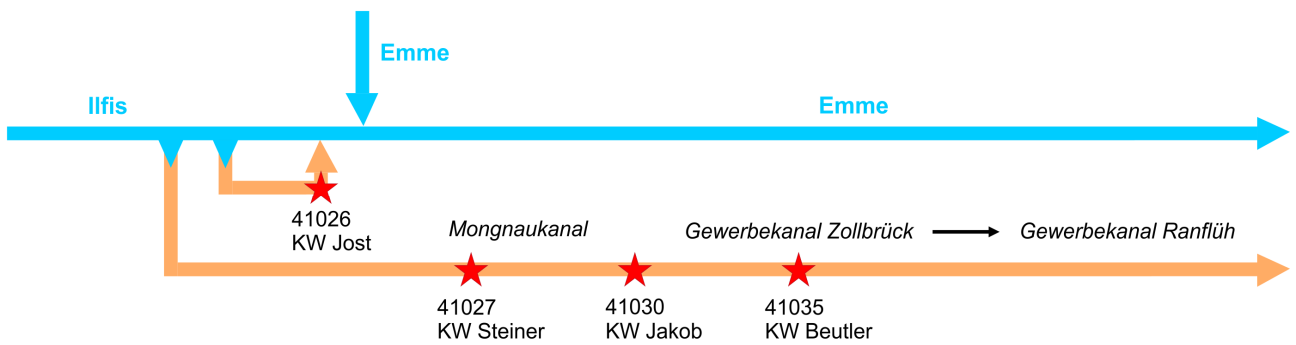 Emme
Ilfis
Emme
41026
KW Jost
Mongnaukanal
Gewerbekanal Zollbrück
Gewerbekanal Ranflüh
41027
KW Steiner
41030
KW Jakob
41035
KW Beutler